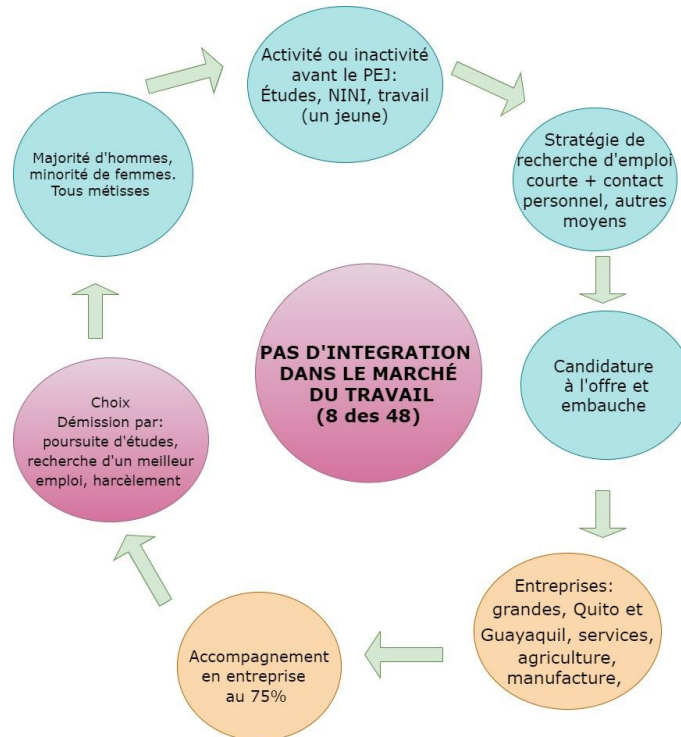 Activité ou inactivité
avant le PEJ:
Études, NINI, travail
(un jeune)
Stratégie de
recherche d'emploi
courte + contact
personnel, autres
moyens
Candidature
à l'offre et
embauche
Entreprises:
grandes, Quito et
Guayaquil, services,
agriculture,
manufacture,
Accompagnement
en entreprise
au 75%
Choix
Démission par:
poursuite d'études,
recherche d'un meilleur
emploi, harcèlement
Majorité d'hommes,
minorité de femmes.
Tous métisses
PAS D'INTEGRATION
DANS LE MARCHÉ
DU TRAVAIL
(8 des 48)